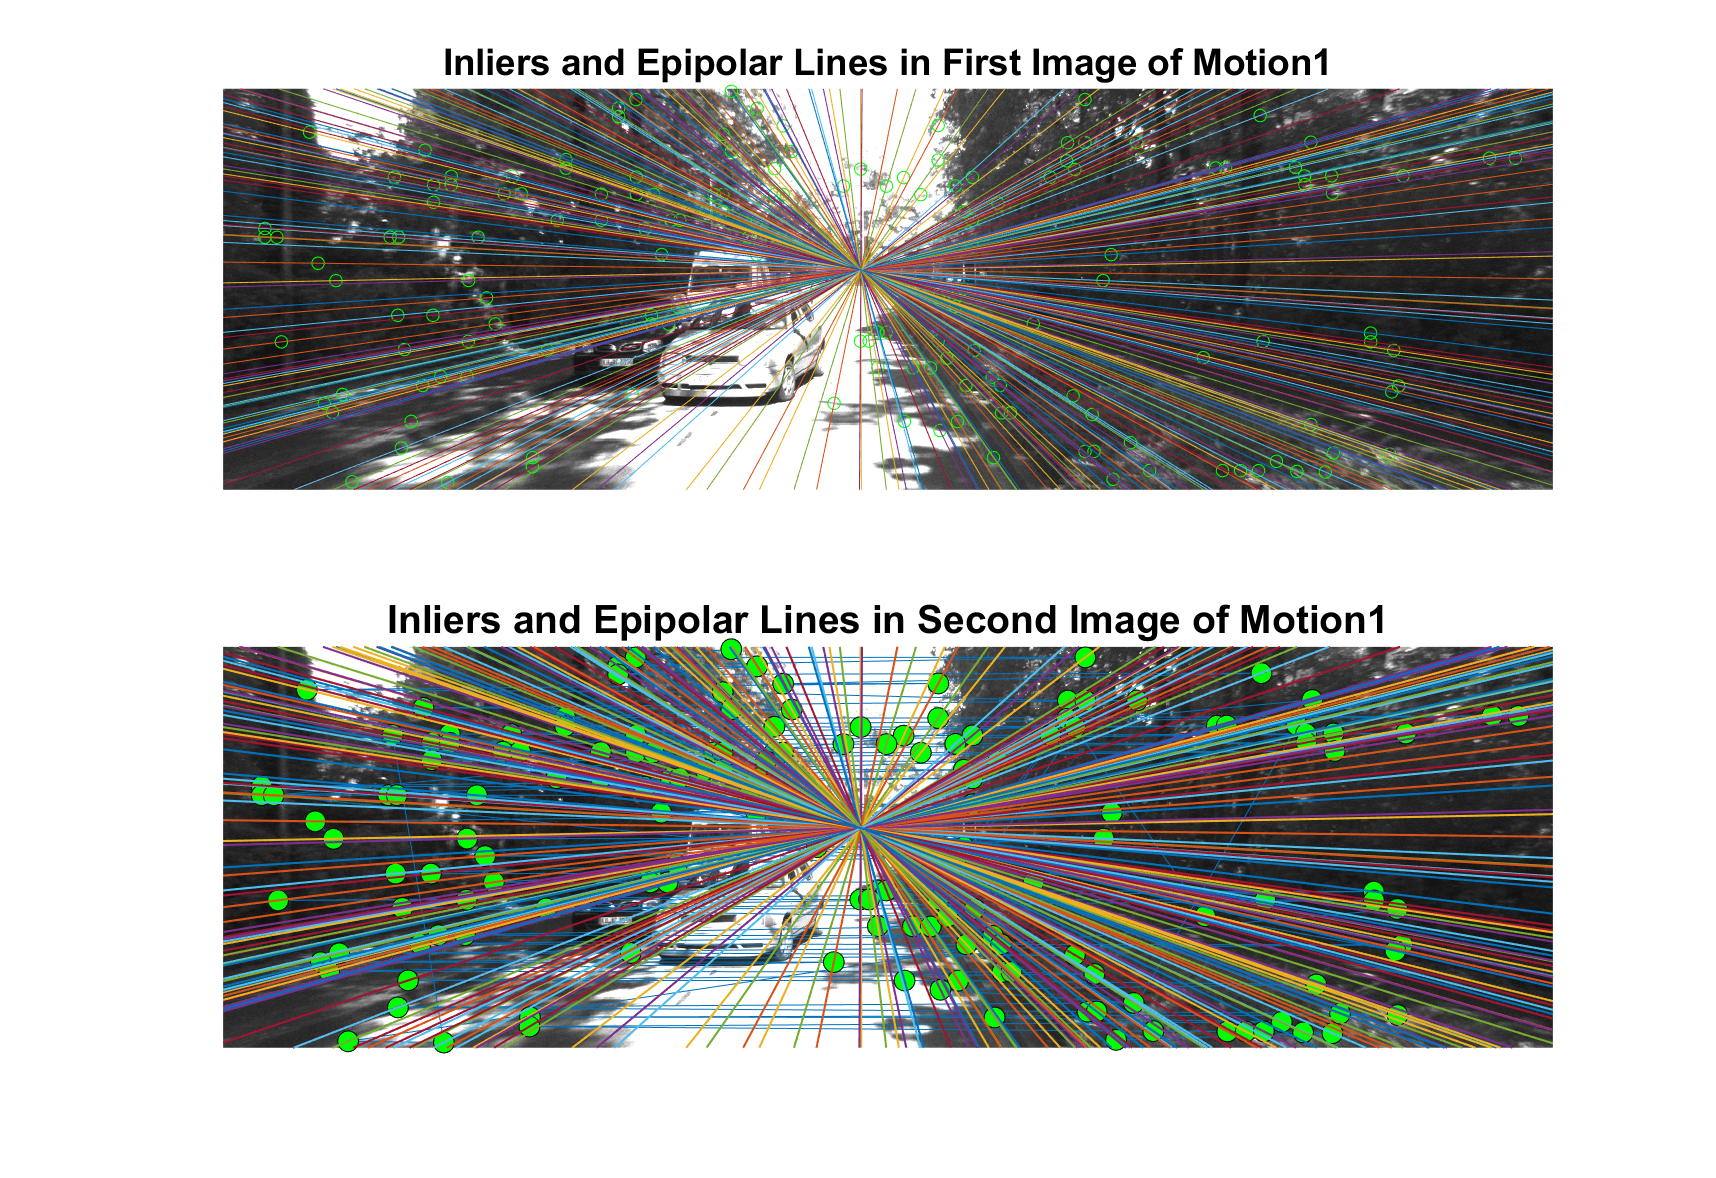 Inliers and Epipolar Lines in First Image of Motion1
Inliers and Epipolar Lines in Second Image of Motion1